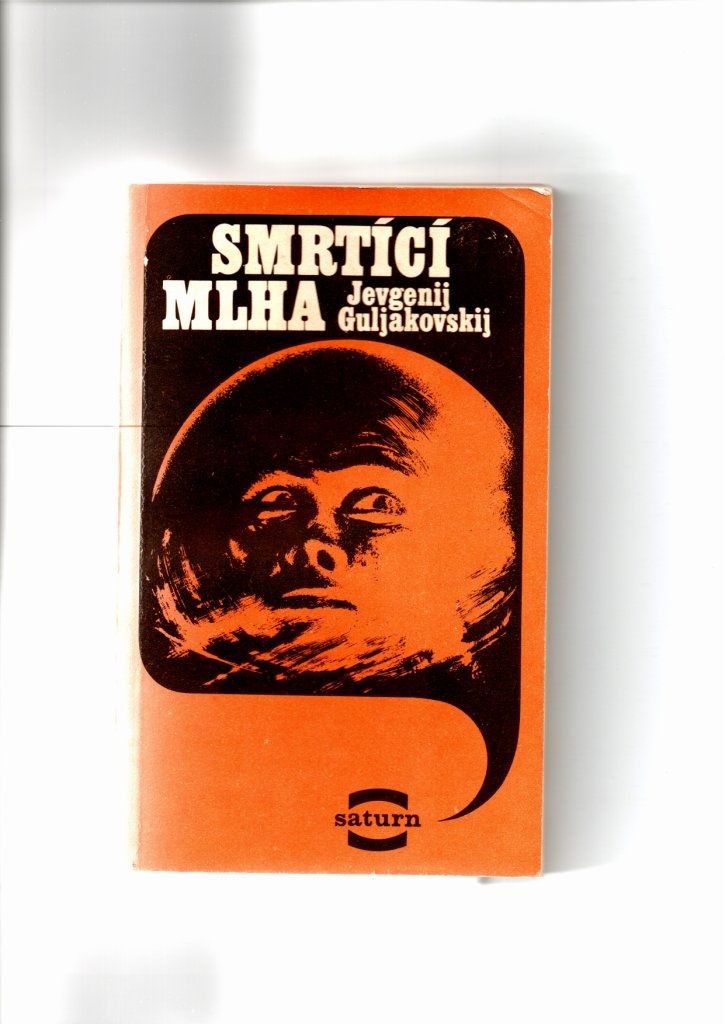 SMRTÍCÍ
MLHA
Jevgenij
Guljakovskij
saturn